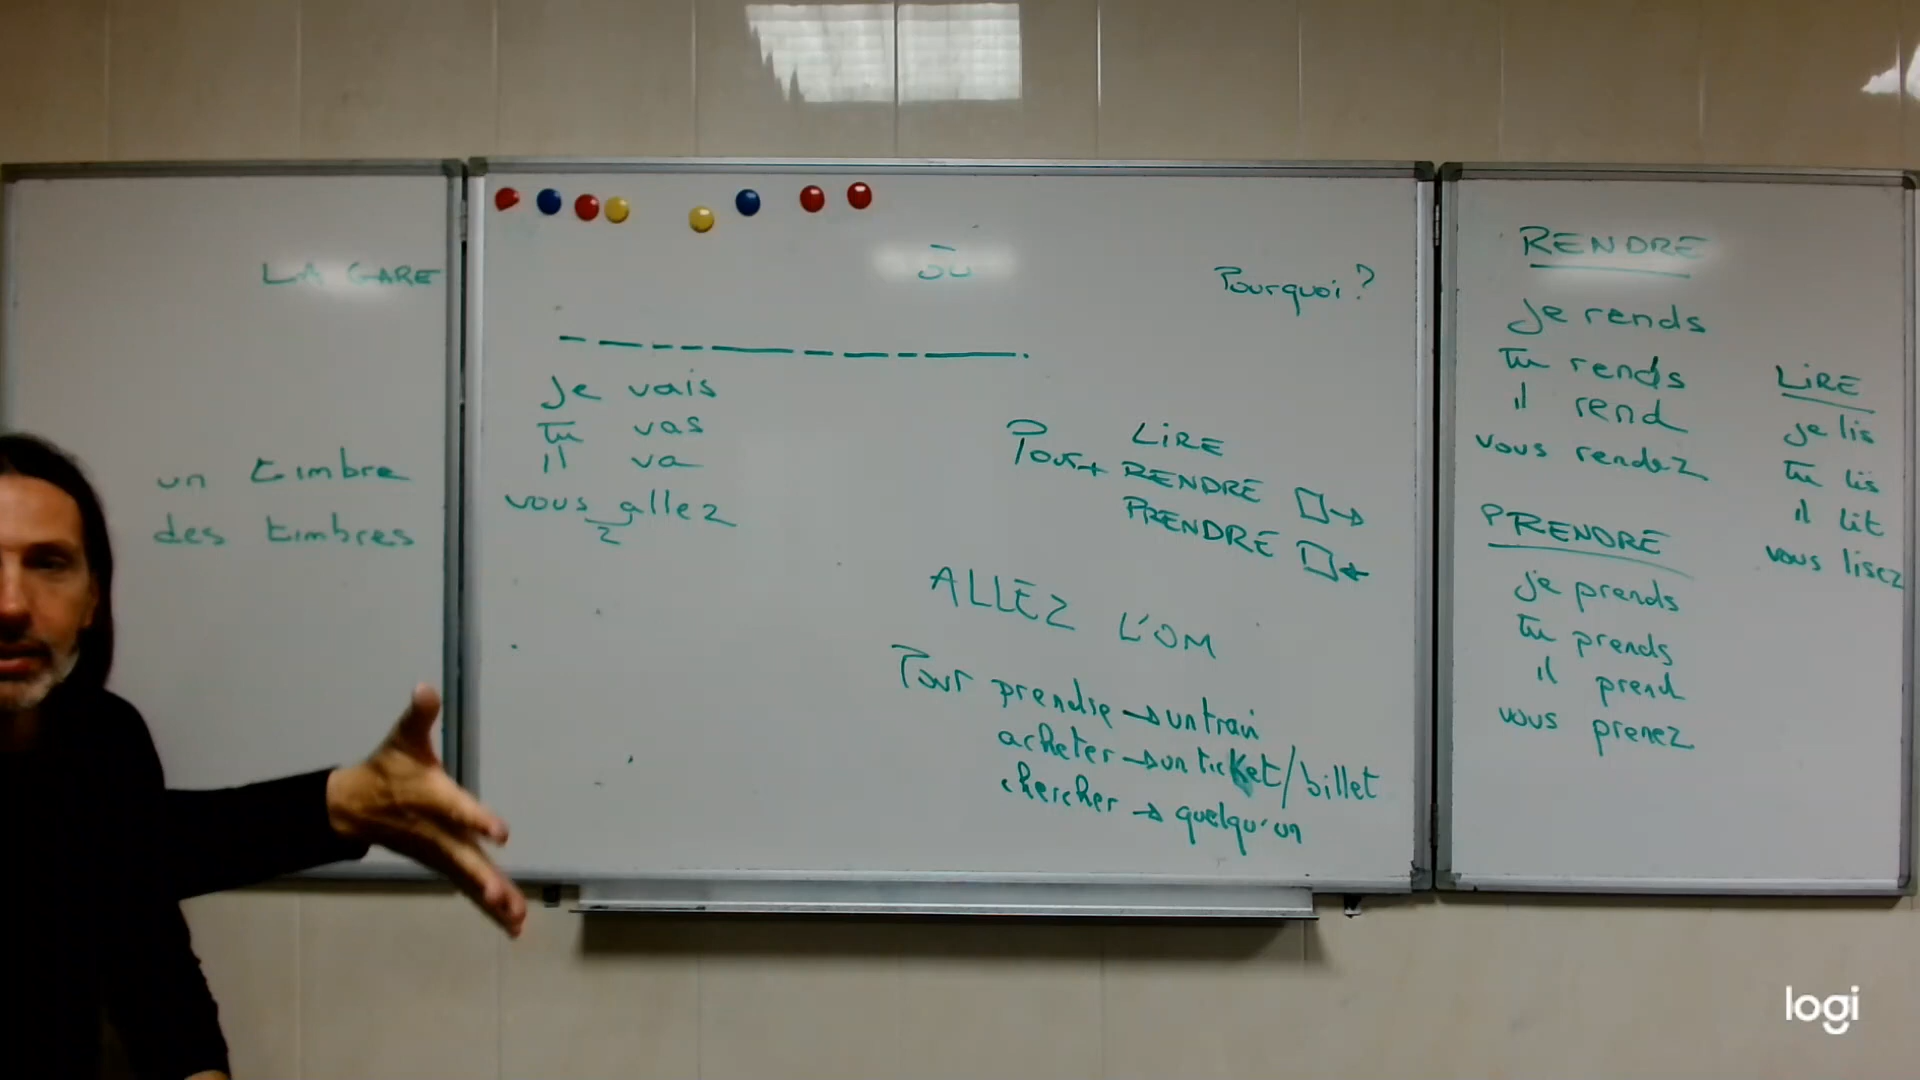 LA GARE
un timbre
des timbres
où
Pourquoi?
je vais
tu vas
il va
vous allez
z
LIRE
Pour + RENDRE
PRENDRE
ALLEZ L'OM
Pour prendre → un train
acheter → un ticket/billet
chercher → quelqu'un
RENDRE
je rends
tu rends
il rend
vous rendez
PRENDRE
je prends
tu prends
il prend
vous prenez
LIRE
je lis
tu lis
il lit
vous lisez
logi